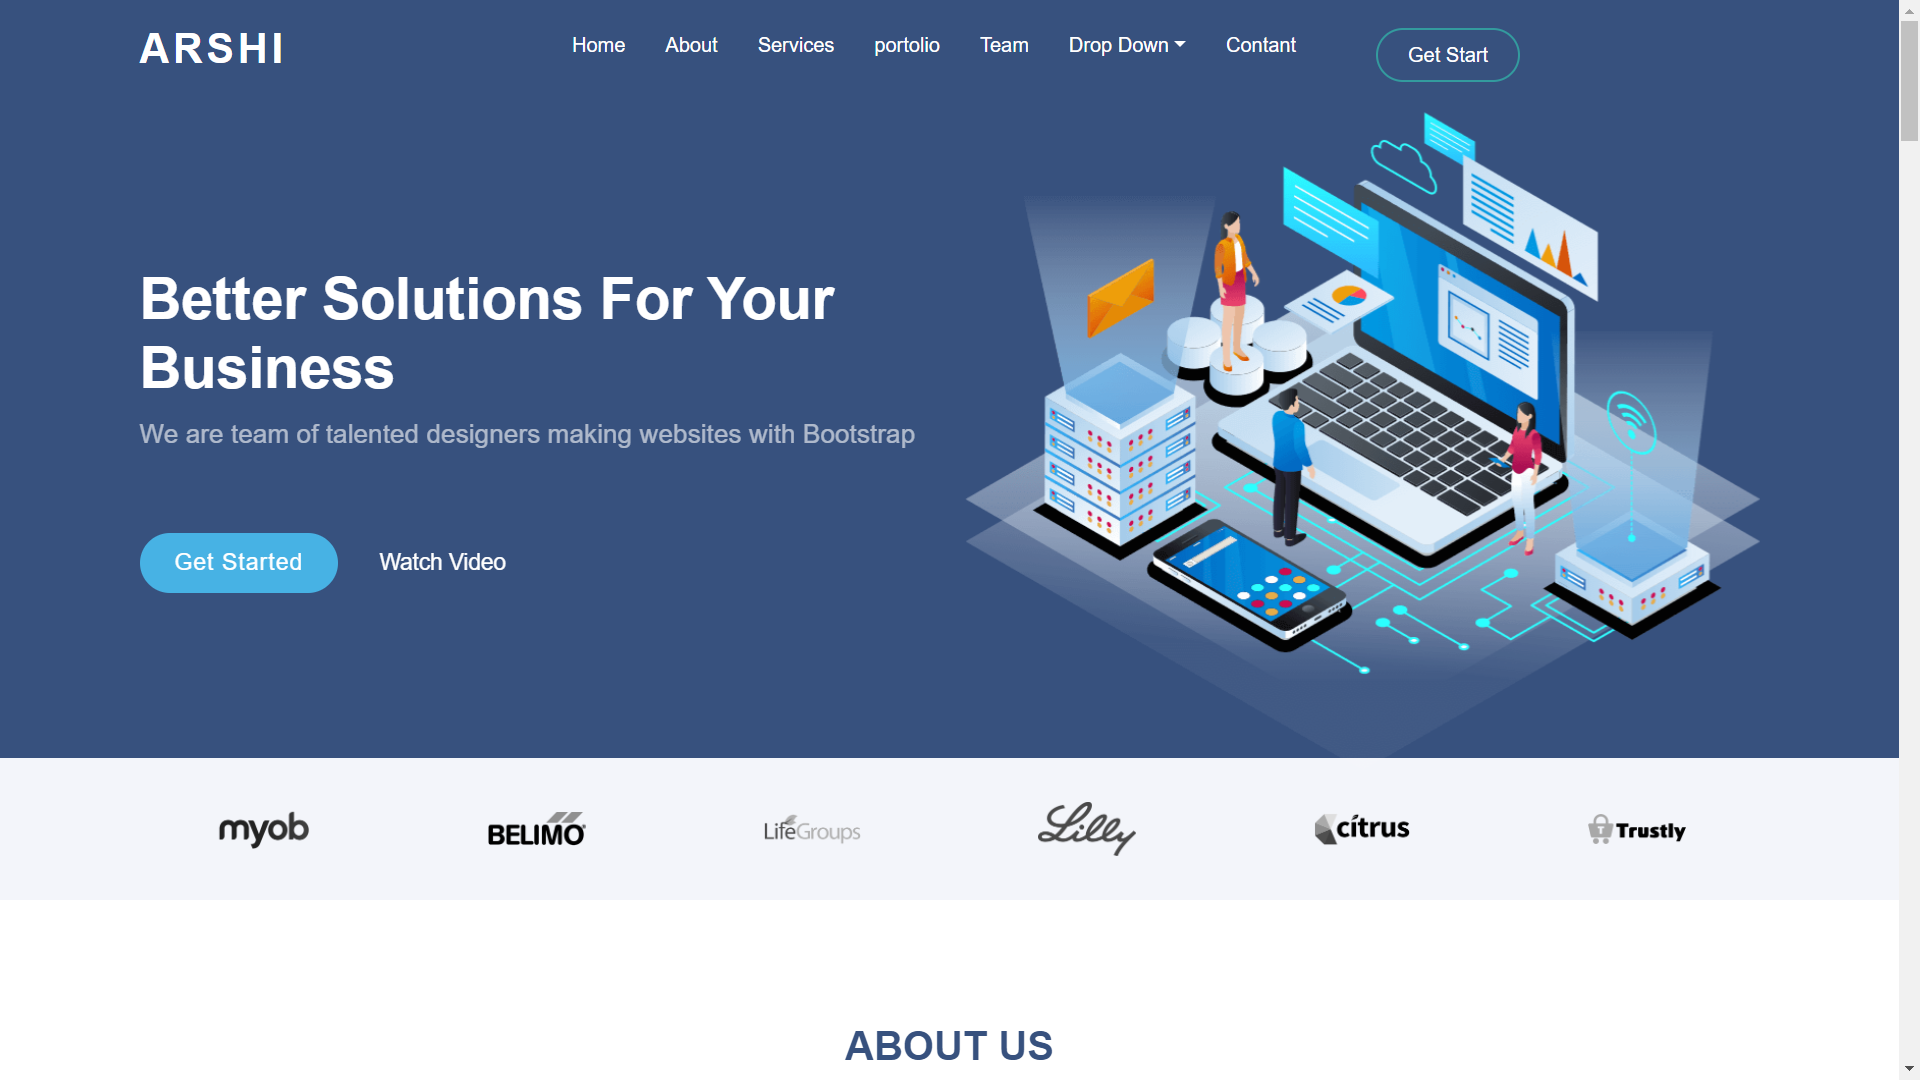 ARSHI
Home About Services portolio Team Drop Down Contant Get Start
Better Solutions For Your
Business
We are team of talented designers making websites with Bootstrap
Get Started Watch Video
myob BELIMO LifeGroups Lilly cítrus Trustly
ABOUT US